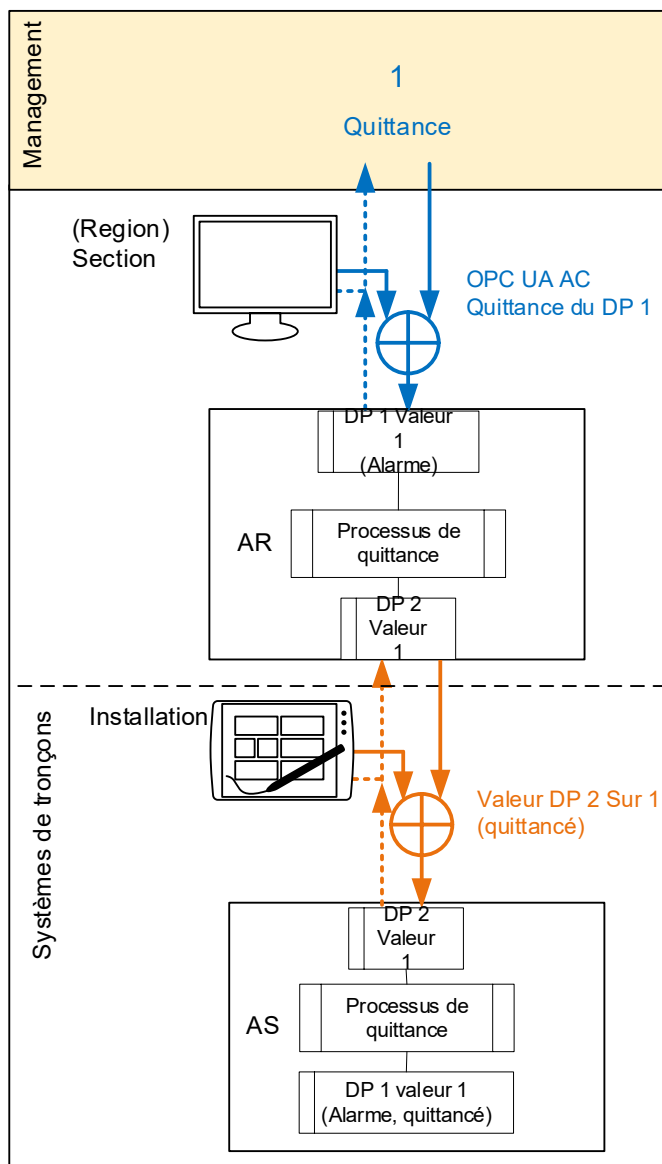 Management
1
Quittance
(Region)
Section
OPC UA AC
Quittance du DP 1
DP 1 Valeur
1
(Alarme)
AR
Processus de
quittance
DP 2
Valeur
1
Systèmes de tronçons
Installation
Valeur DP 2 Sur 1
(quittancé)
DP 2
Valeur
1
AS
Processus de
quittance
DP 1 valeur 1
(Alarme, quittancé)